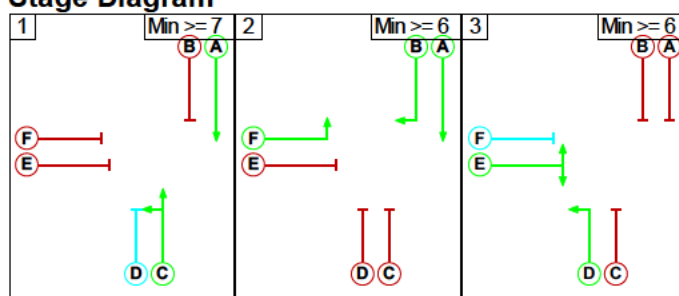 Stage Diagram
1 Min >= 7 2 Min >= 6 3 Min >= 6
B A B A B A
F F F
E E E
D C D C D C